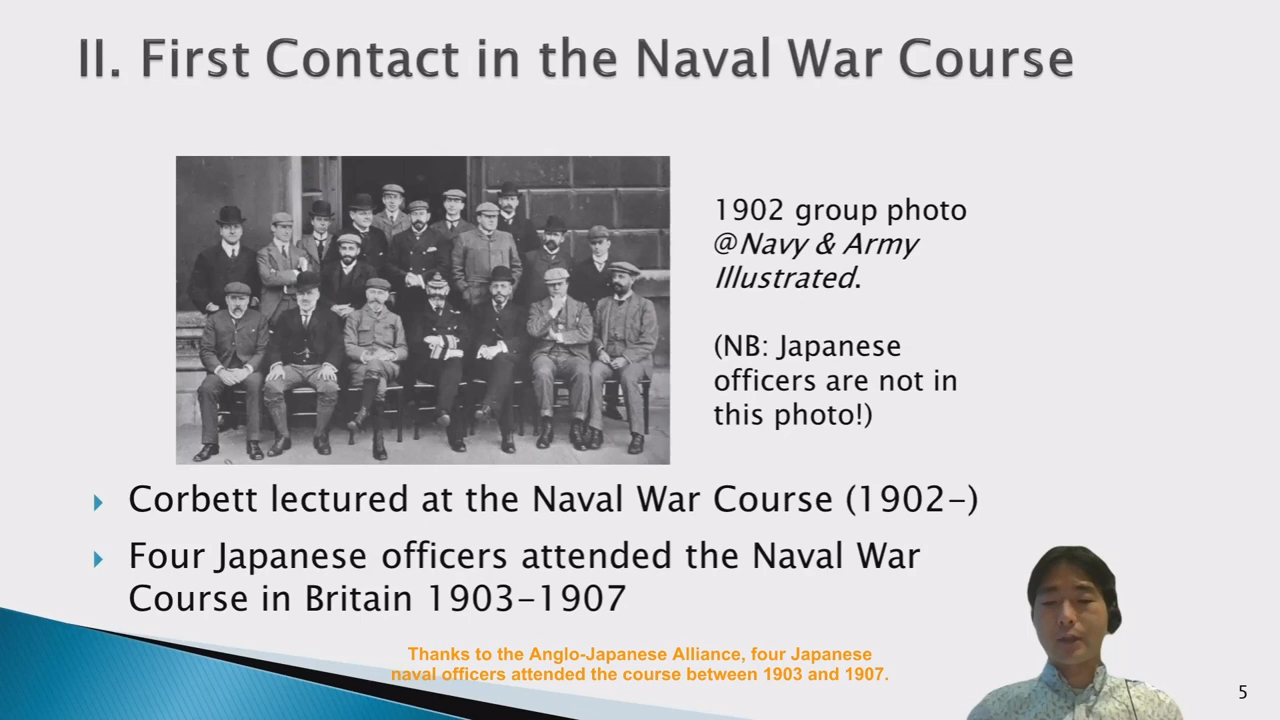 II. First Contact in the Naval War Course
1902 group photo
@Navy & Army
Illustrated.
(NB: Japanese
officers are not in
this photo!)
Corbett lectured at the Naval War Course (1902-)
Four Japanese officers attended the Naval War
Course in Britain 1903-1907
Thanks to the Anglo-Japanese Alliance, four Japanese
naval officers attended the course between 1903 and 1907.
5